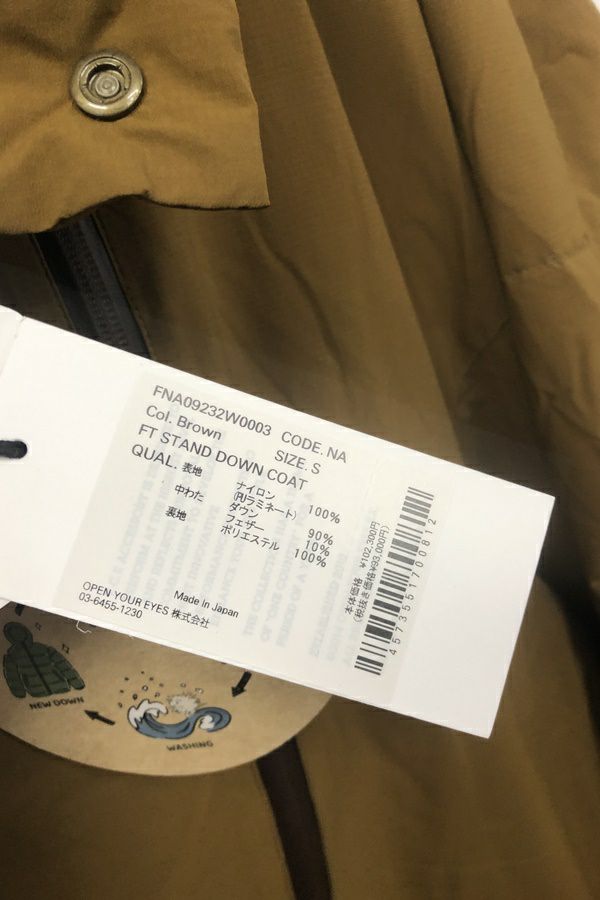 FNA09232W0003 CODE. NA
Col. Brown SIZE. S
FT STAND DOWN COAT
QUAL. 表地 ナイロン 100%
(PUラミネート)
中わた ダウン 90%
フェザー 10%
裏地 ポリエステル 100%
Made in Japan
OPEN YOUR EYES 株式会社
03-6455-1230
本体価格 ¥102,300円
(税抜き価格¥93,000円)
4573551700812
NEW DOWN
WASHING